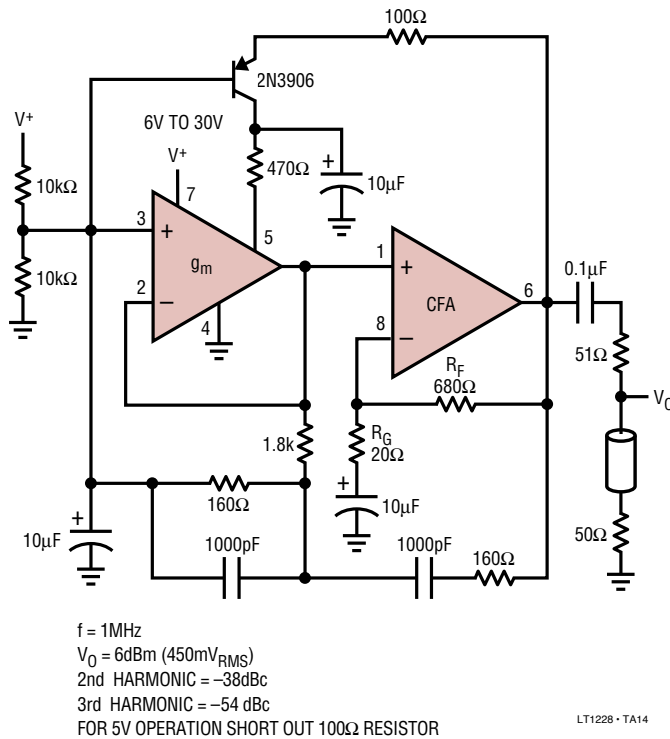 100Ω
2N3906
V+
6V TO 30V
V+
470Ω
+
10µF
10kΩ
7
3
+
5
1
+
0.1µF
gm
CFA
6
10kΩ
2
−
4
8
−
51Ω
RF
680Ω
VO
1.8k
RG
20Ω
160Ω
+
10µF
50Ω
+
10µF
1000pF
1000pF
160Ω
f = 1MHz
VO = 6dBm (450mVRMS)
2nd HARMONIC = –38dBc
3rd HARMONIC = –54 dBc
FOR 5V OPERATION SHORT OUT 100Ω RESISTOR
LT1228 • TA14